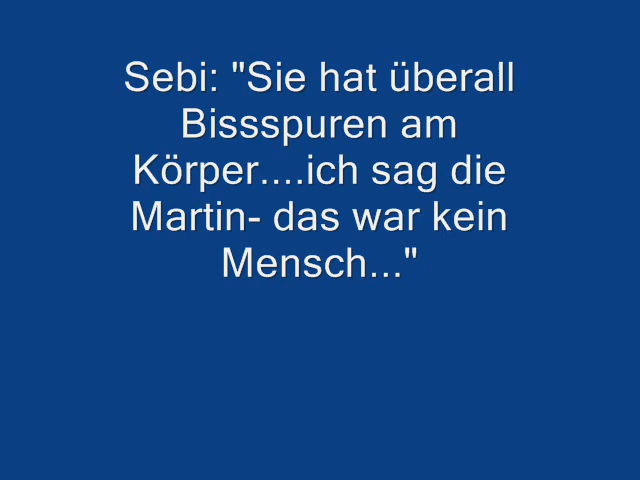 Sebi: "Sie hat überall
Bissspuren am
Körper....ich sag die
Martin- das war kein
Mensch..."